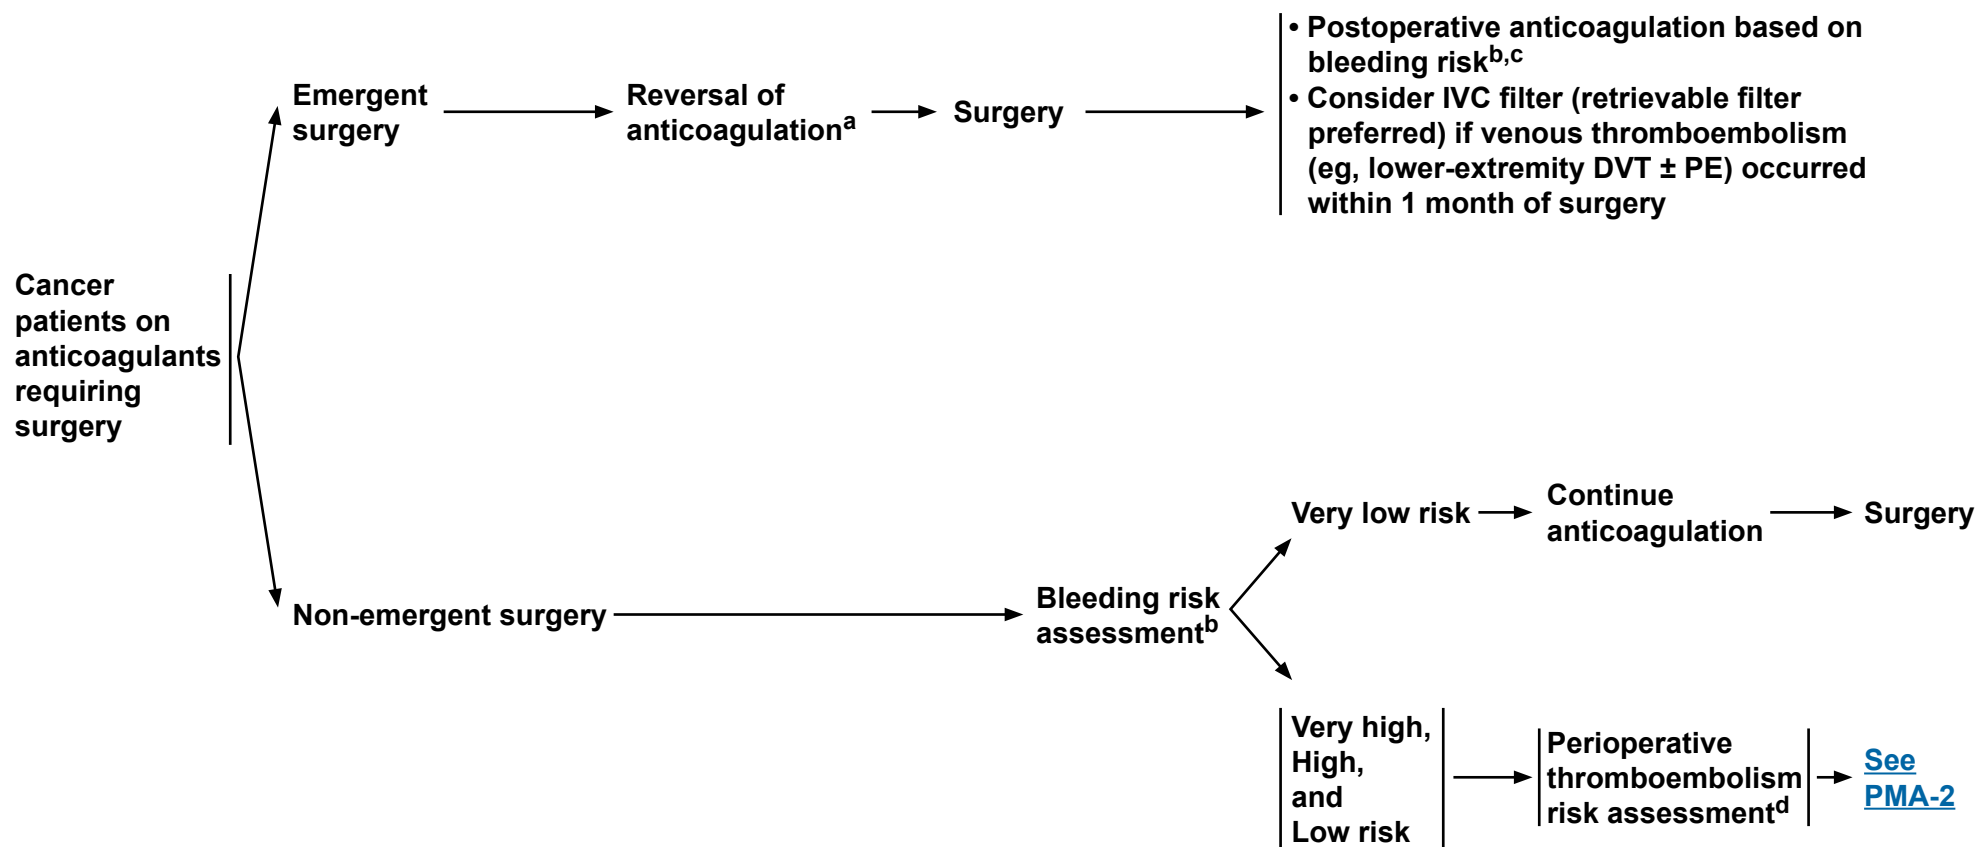 Cancer
patients on
anticoagulants
requiring
surgery
Emergent
surgery
Reversal of
anticoagulationa
Surgery
• Postoperative anticoagulation based on
bleeding riskb,c
• Consider IVC filter (retrievable filter
preferred) if venous thromboembolism
(eg, lower-extremity DVT ± PE) occurred
within 1 month of surgery
Non-emergent surgery
Bleeding risk
assessmentb
Very low risk
Continue
anticoagulation
Surgery
Very high,
High,
and
Low risk
Perioperative
thromboembolism
risk assessmentd
See
PMA-2